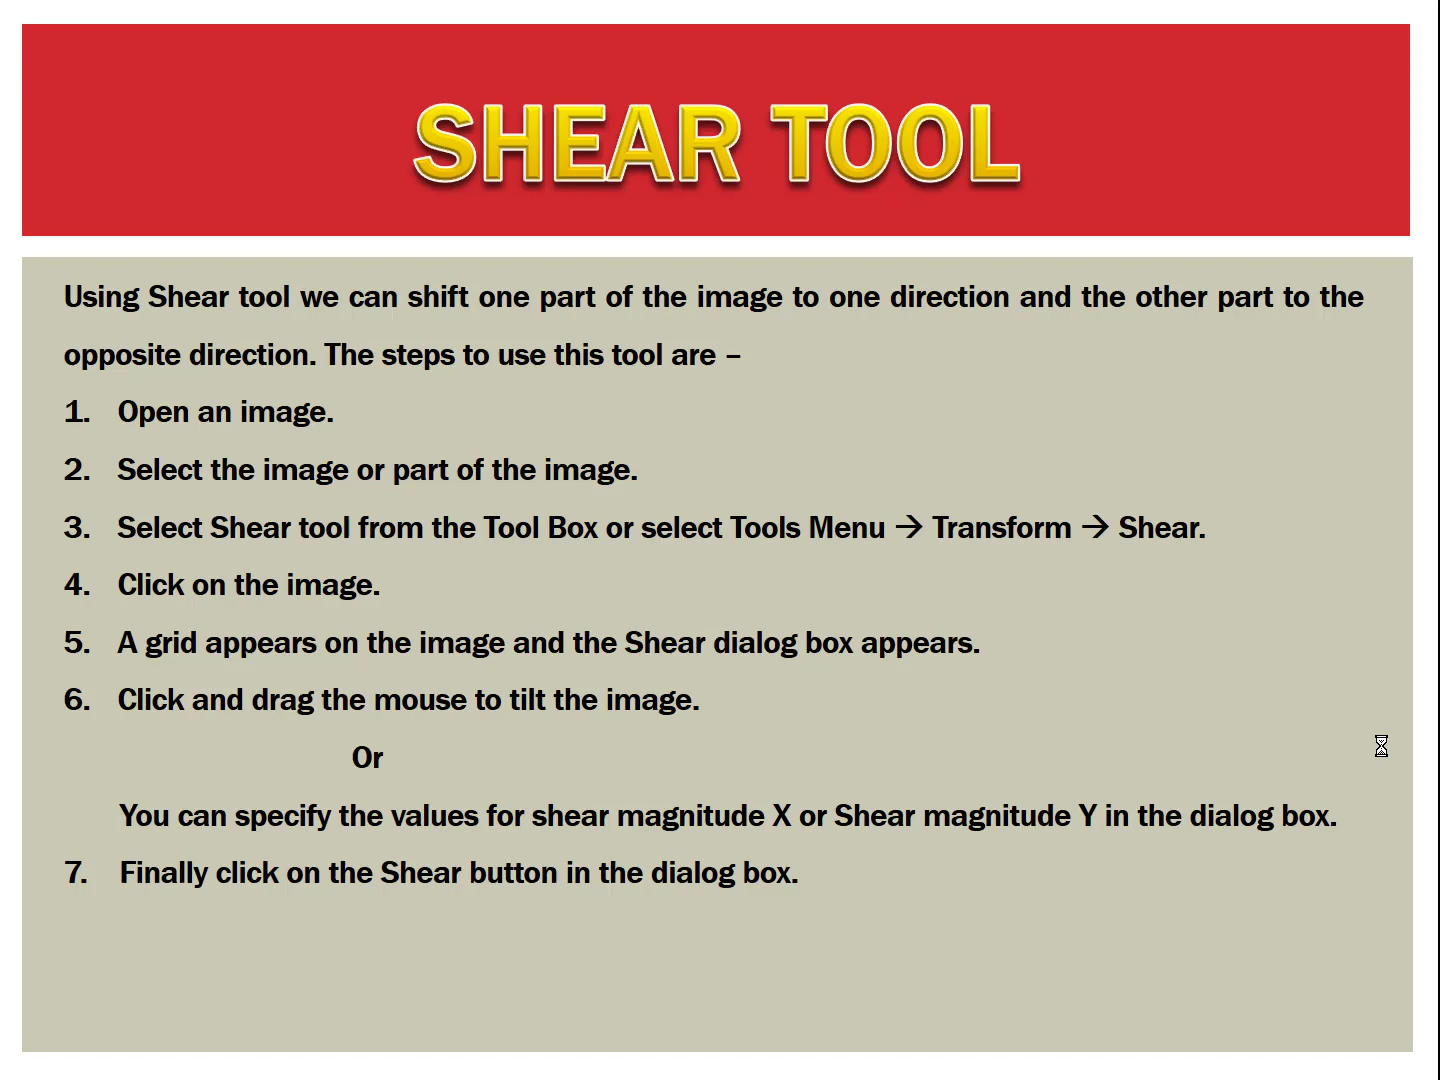 SHEAR TOOL
Using Shear tool we can shift one part of the image to one direction and the other part to the
opposite direction. The steps to use this tool are –
1. Open an image.
2. Select the image or part of the image.
3. Select Shear tool from the Tool Box or select Tools Menu → Transform → Shear.
4. Click on the image.
5. A grid appears on the image and the Shear dialog box appears.
6. Click and drag the mouse to tilt the image.
Or
You can specify the values for shear magnitude X or Shear magnitude Y in the dialog box.
7. Finally click on the Shear button in the dialog box.